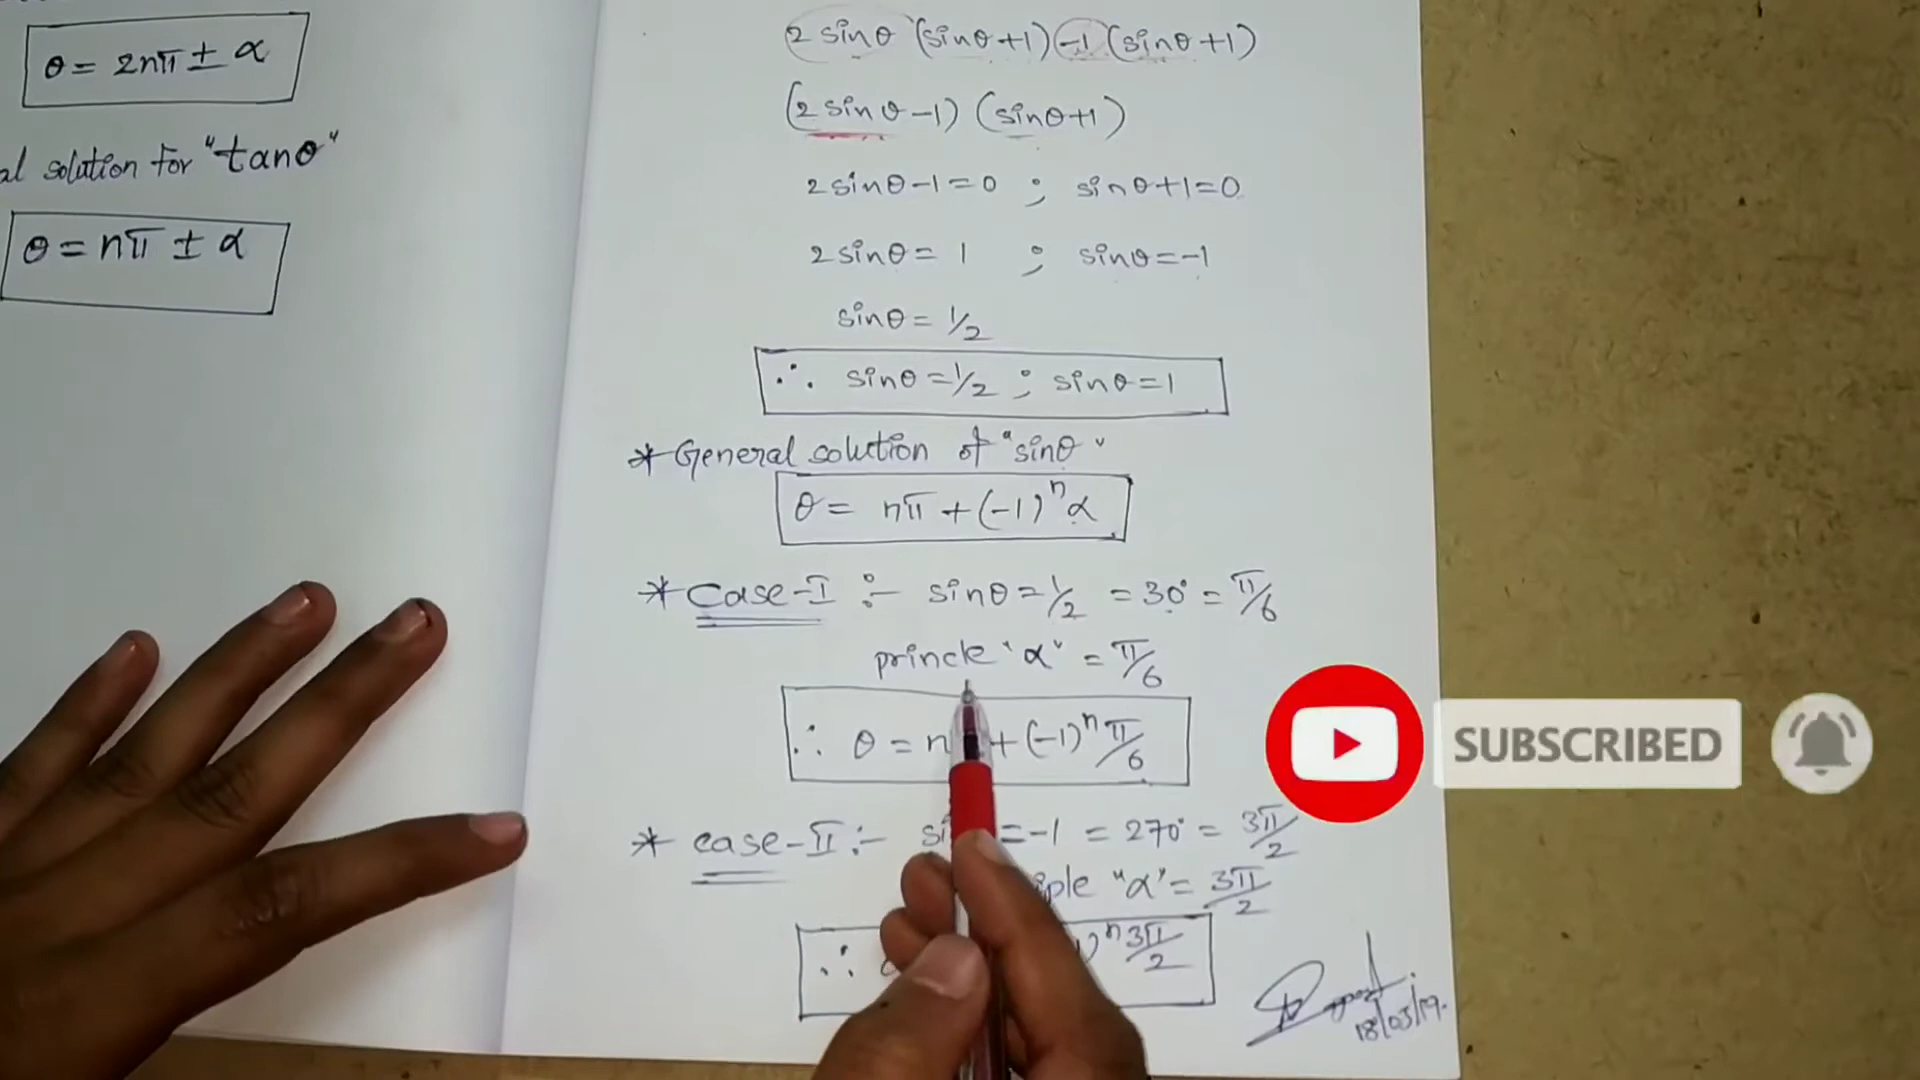 θ = 2nπ ± α
al solution for "tanθ"
θ = nπ ± α
2 sinθ (sinθ+1) -1 (sinθ+1)
(2 sinθ -1) (sinθ+1)
2 sinθ-1=0 ; sinθ+1=0
2 sinθ = 1 ; sinθ=-1
sinθ = 1/2
∴ sinθ = 1/2 ; sinθ = 1
* General solution of "sinθ"
θ = nπ + (-1)ⁿ α
* Case-I :- sinθ = 1/2 = 30° = π/6
princle "α" = π/6
∴ θ = n + (-1)ⁿ π/6
SUBSCRIBED
* case-II :- si = -1 = 270° = 3π/2
iple "α" = 3π/2
∴ )ⁿ 3π/2
18/03/19.